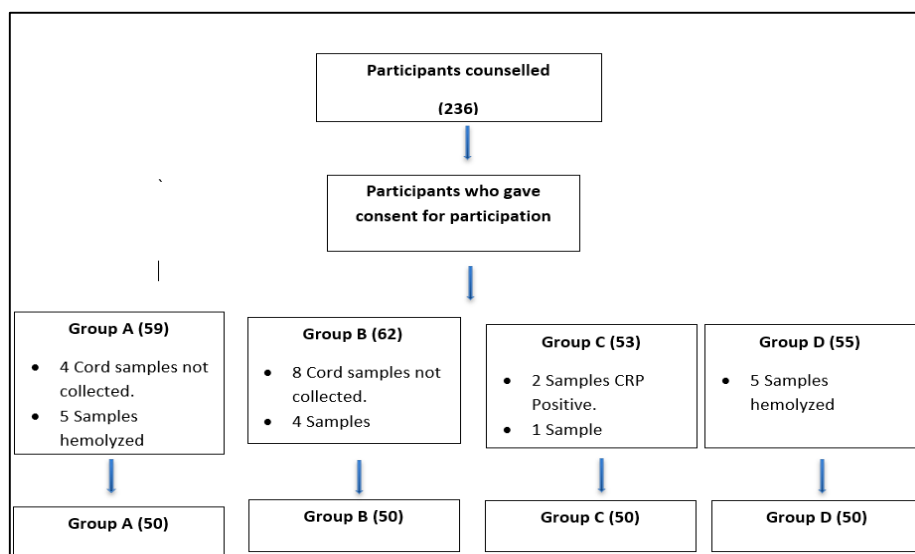 Participants counselled
(236)
Participants who gave
consent for participation
Group A (59)
• 4 Cord samples not
collected.
• 5 Samples
hemolyzed
Group B (62)
• 8 Cord samples not
collected.
• 4 Samples
Group C (53)
• 2 Samples CRP
Positive.
• 1 Sample
Group D (55)
• 5 Samples
hemolyzed
Group A (50)
Group B (50)
Group C (50)
Group D (50)